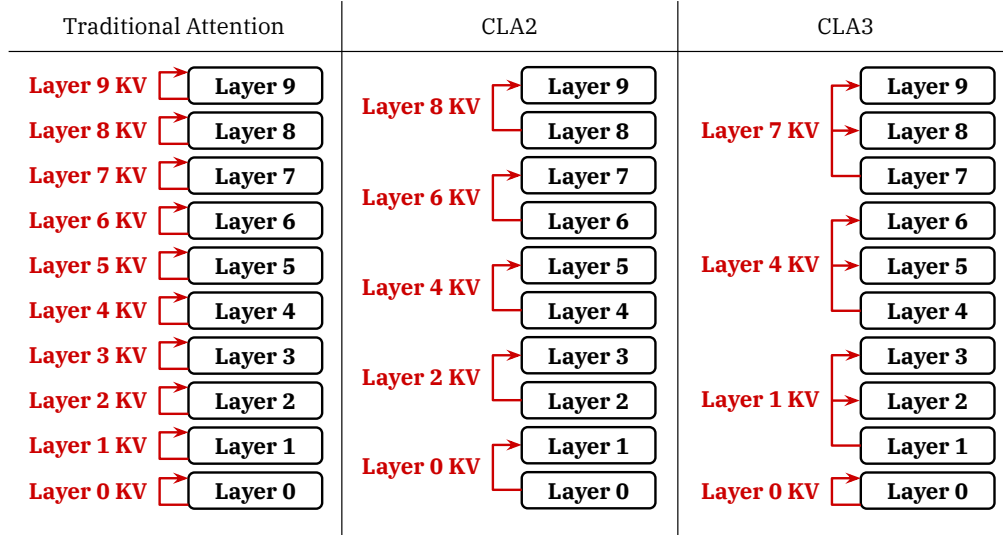 Traditional Attention
CLA2
CLA3
Layer 9 KV
Layer 9
Layer 8 KV
Layer 8
Layer 7 KV
Layer 7
Layer 6 KV
Layer 6
Layer 5 KV
Layer 5
Layer 4 KV
Layer 4
Layer 3 KV
Layer 3
Layer 2 KV
Layer 2
Layer 1 KV
Layer 1
Layer 0 KV
Layer 0
Layer 8 KV
Layer 9
Layer 8
Layer 6 KV
Layer 7
Layer 6
Layer 4 KV
Layer 5
Layer 4
Layer 2 KV
Layer 3
Layer 2
Layer 0 KV
Layer 1
Layer 0
Layer 7 KV
Layer 9
Layer 8
Layer 7
Layer 4 KV
Layer 6
Layer 5
Layer 4
Layer 1 KV
Layer 3
Layer 2
Layer 1
Layer 0 KV
Layer 0